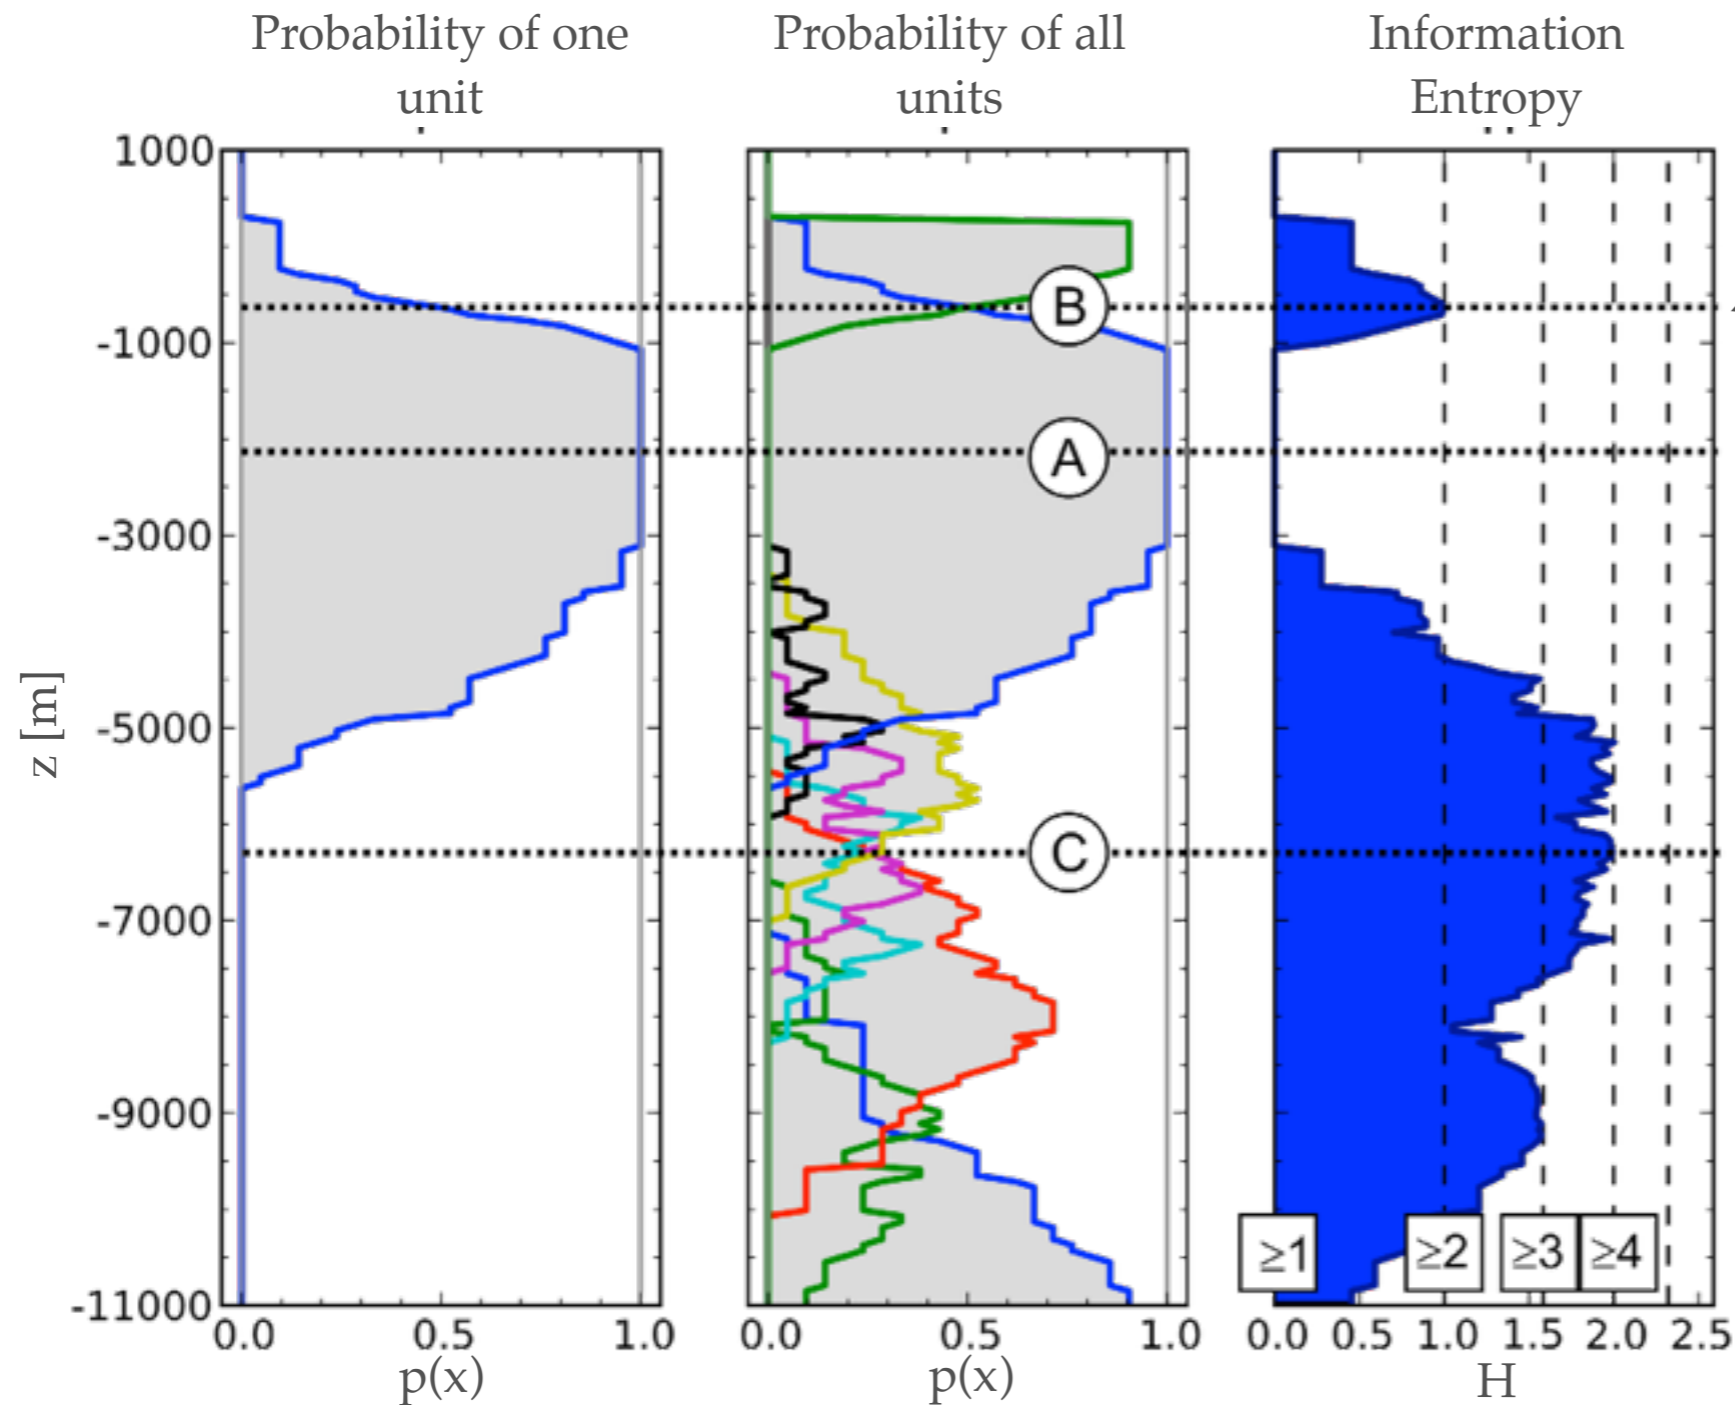 Probability of one
unit
Probability of all
units
Information
Entropy
1000
-1000
-3000
-5000
-7000
-9000
-11000
z [m]
B
A
C
≥1
≥2
≥3
≥4
0.0 0.5 1.0
p(x)
0.0 0.5 1.0
p(x)
0.0 0.5 1.0 1.5 2.0 2.5
H